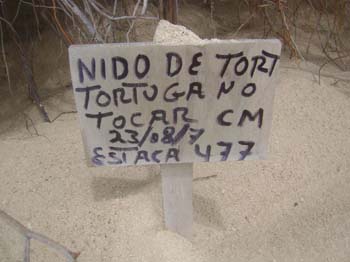 NIDO DE TORT
TORTUGA NO
TOCAR CM
23/08/7
ESTACA 477